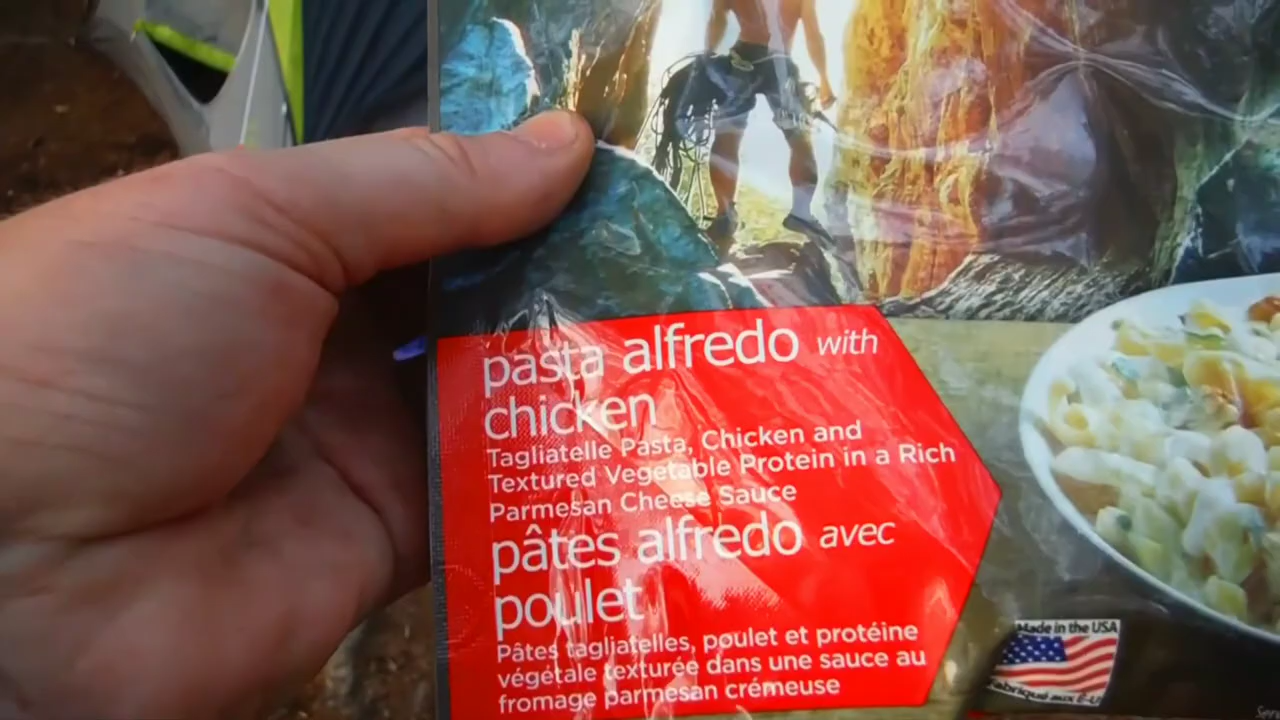 pasta alfredo with
chicken
Tagliatelle Pasta, Chicken and
Textured Vegetable Protein in a Rich
Parmesan Cheese Sauce
pâtes alfredo avec
poulet
Pâtes tagliatelles, poulet et protéine
végétale texturée dans une sauce au
fromage parmesan crémeuse
Made in the USA